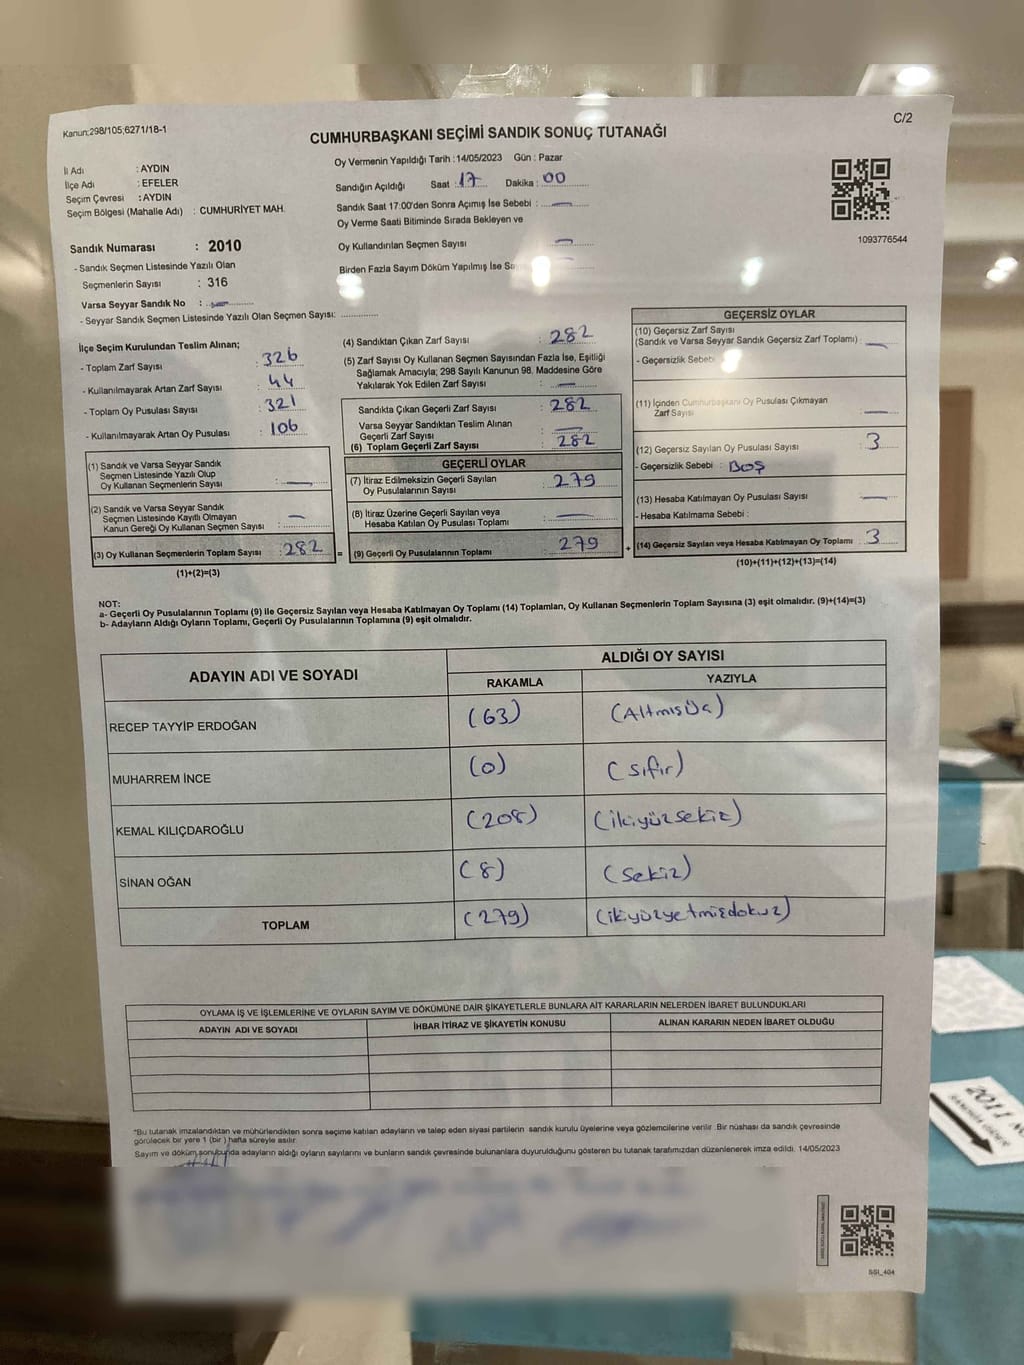 Kanun:298/105;6271/18-1
C/2
CUMHURBAŞKANI SEÇİMİ SANDIK SONUÇ TUTANAĞI
İl Adı : AYDIN
İlçe Adı : EFELER
Seçim Çevresi : AYDIN
Seçim Bölgesi (Mahalle Adı) : CUMHURİYET MAH.
Sandık Numarası : 2010
- Sandık Seçmen Listesinde Yazılı Olan
Seçmenlerin Sayısı : 316
Varsa Seyyar Sandık No : —
- Seyyar Sandık Seçmen Listesinde Yazılı Olan Seçmen Sayısı:
Oy Vermenin Yapıldığı Tarih :14/05/2023 Gün : Pazar
Sandığın Açıldığı Saat : 17 Dakika : 00
Sandık Saat 17:00'den Sonra Açımış İse Sebebi : —
Oy Verme Saati Bitiminde Sırada Bekleyen ve
Oy Kullandırılan Seçmen Sayısı —
Birden Fazla Sayım Döküm Yapılmış İse —
1093776544
İlçe Seçim Kurulundan Teslim Alınan;
- Toplam Zarf Sayısı : 326
- Kullanılmayarak Artan Zarf Sayısı : 44
- Toplam Oy Pusulası Sayısı : 321
- Kullanılmayarak Artan Oy Pusulası : 106
(1) Sandık ve Varsa Seyyar Sandık
Seçmen Listesinde Yazılı Olup
Oy Kullanan Seçmenlerin Sayısı : —
(2) Sandık ve Varsa Seyyar Sandık
Seçmen Listesinde Kayıtlı Olmayan
Kanun Gereği Oy Kullanan Seçmen Sayısı : —
(3) Oy Kullanan Seçmenlerin Toplam Sayısı : 282
(1)+(2)=(3)
(4) Sandıktan Çıkan Zarf Sayısı : 282
(5) Zarf Sayısı Oy Kullanan Seçmen Sayısından Fazla İse, Eşitliği
Sağlamak Amacıyla; 298 Sayılı Kanunun 98. Maddesine Göre
Yakılarak Yok Edilen Zarf Sayısı : —
Sandıkta Çıkan Geçerli Zarf Sayısı : 282
Varsa Seyyar Sandıktan Teslim Alınan
Geçerli Zarf Sayısı : —
(6) Toplam Geçerli Zarf Sayısı : 282
GEÇERLİ OYLAR
(7) İtiraz Edilmeksizin Geçerli Sayılan
Oy Pusulalarının Sayısı : 279
(8) İtiraz Üzerine Geçerli Sayılan veya
Hesaba Katılan Oy Pusulası Toplamı : —
= (9) Geçerli Oy Pusulalarının Toplamı : 279
GEÇERSİZ OYLAR
(10) Geçersiz Zarf Sayısı
(Sandık ve Varsa Seyyar Sandık Geçersiz Zarf Toplamı) : —
- Geçersizlik Sebebi
(11) İçinden Cumhurbaşkanı Oy Pusulası Çıkmayan
Zarf Sayısı : —
(12) Geçersiz Sayılan Oy Pusulası Sayısı : 3
- Geçersizlik Sebebi : Boş
(13) Hesaba Katılmayan Oy Pusulası Sayısı : —
- Hesaba Katılmama Sebebi :
+ (14) Geçersiz Sayılan veya Hesaba Katılmayan Oy Toplamı : 3
(10)+(11)+(12)+(13)=(14)
NOT:
a- Geçerli Oy Pusulalarının Toplamı (9) ile Geçersiz Sayılan veya Hesaba Katılmayan Oy Toplamı (14) Toplamları, Oy Kullanan Seçmenlerin Toplam Sayısına (3) eşit olmalıdır. (9)+(14)=(3)
b- Adayların Aldığı Oyların Toplamı, Geçerli Oy Pusulalarının Toplamına (9) eşit olmalıdır.
ADAYIN ADI VE SOYADI
ALDIĞI OY SAYISI
RAKAMLA YAZIYLA
RECEP TAYYİP ERDOĞAN (63) (Altmışüç)
MUHARREM İNCE (0) (sıfır)
KEMAL KILIÇDAROĞLU (208) (ikiyüzsekiz)
SİNAN OĞAN (8) (sekiz)
TOPLAM (279) (ikiyüzyetmişdokuz)
OYLAMA İŞ VE İŞLEMLERİNE VE OYLARIN SAYIM VE DÖKÜMÜNE DAİR ŞİKAYETLERLE BUNLARA AİT KARARLARIN NELERDEN İBARET BULUNDUKLARI
ADAYIN ADI VE SOYADI İHBAR İTİRAZ VE ŞİKAYETİN KONUSU ALINAN KARARIN NEDEN İBARET OLDUĞU
*Bu tutanak imzalandıktan ve mühürlendikten sonra seçime katılan adayların ve talep eden siyasi partilerin sandık kurulu üyelerine veya gözlemcilerine verilir. Bir nüshası da sandık çevresinde
görülecek bir yere 1 (bir) hafta süreyle asılır.
Sayım ve döküm sonucunda adayların aldığı oyların sayılarını ve bunların sandık çevresinde bulunanlara duyurulduğunu gösteren bu tutanak tarafımızdan düzenlenerek imza edildi. 14/05/2023
SSI_404
2011